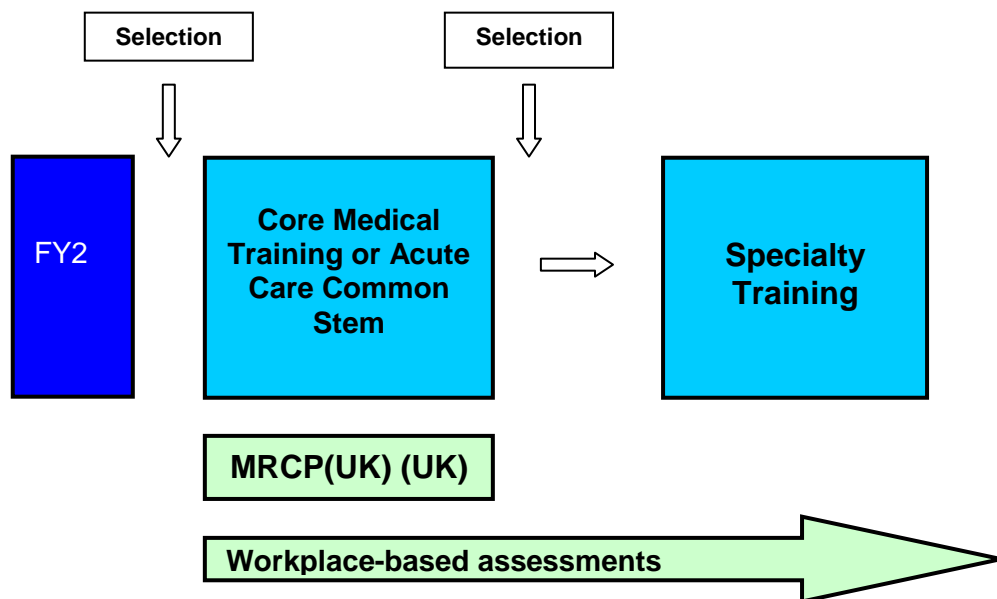 Selection
Selection
FY2
Core Medical
Training or Acute
Care Common
Stem
Specialty
Training
MRCP(UK) (UK)
Workplace-based assessments